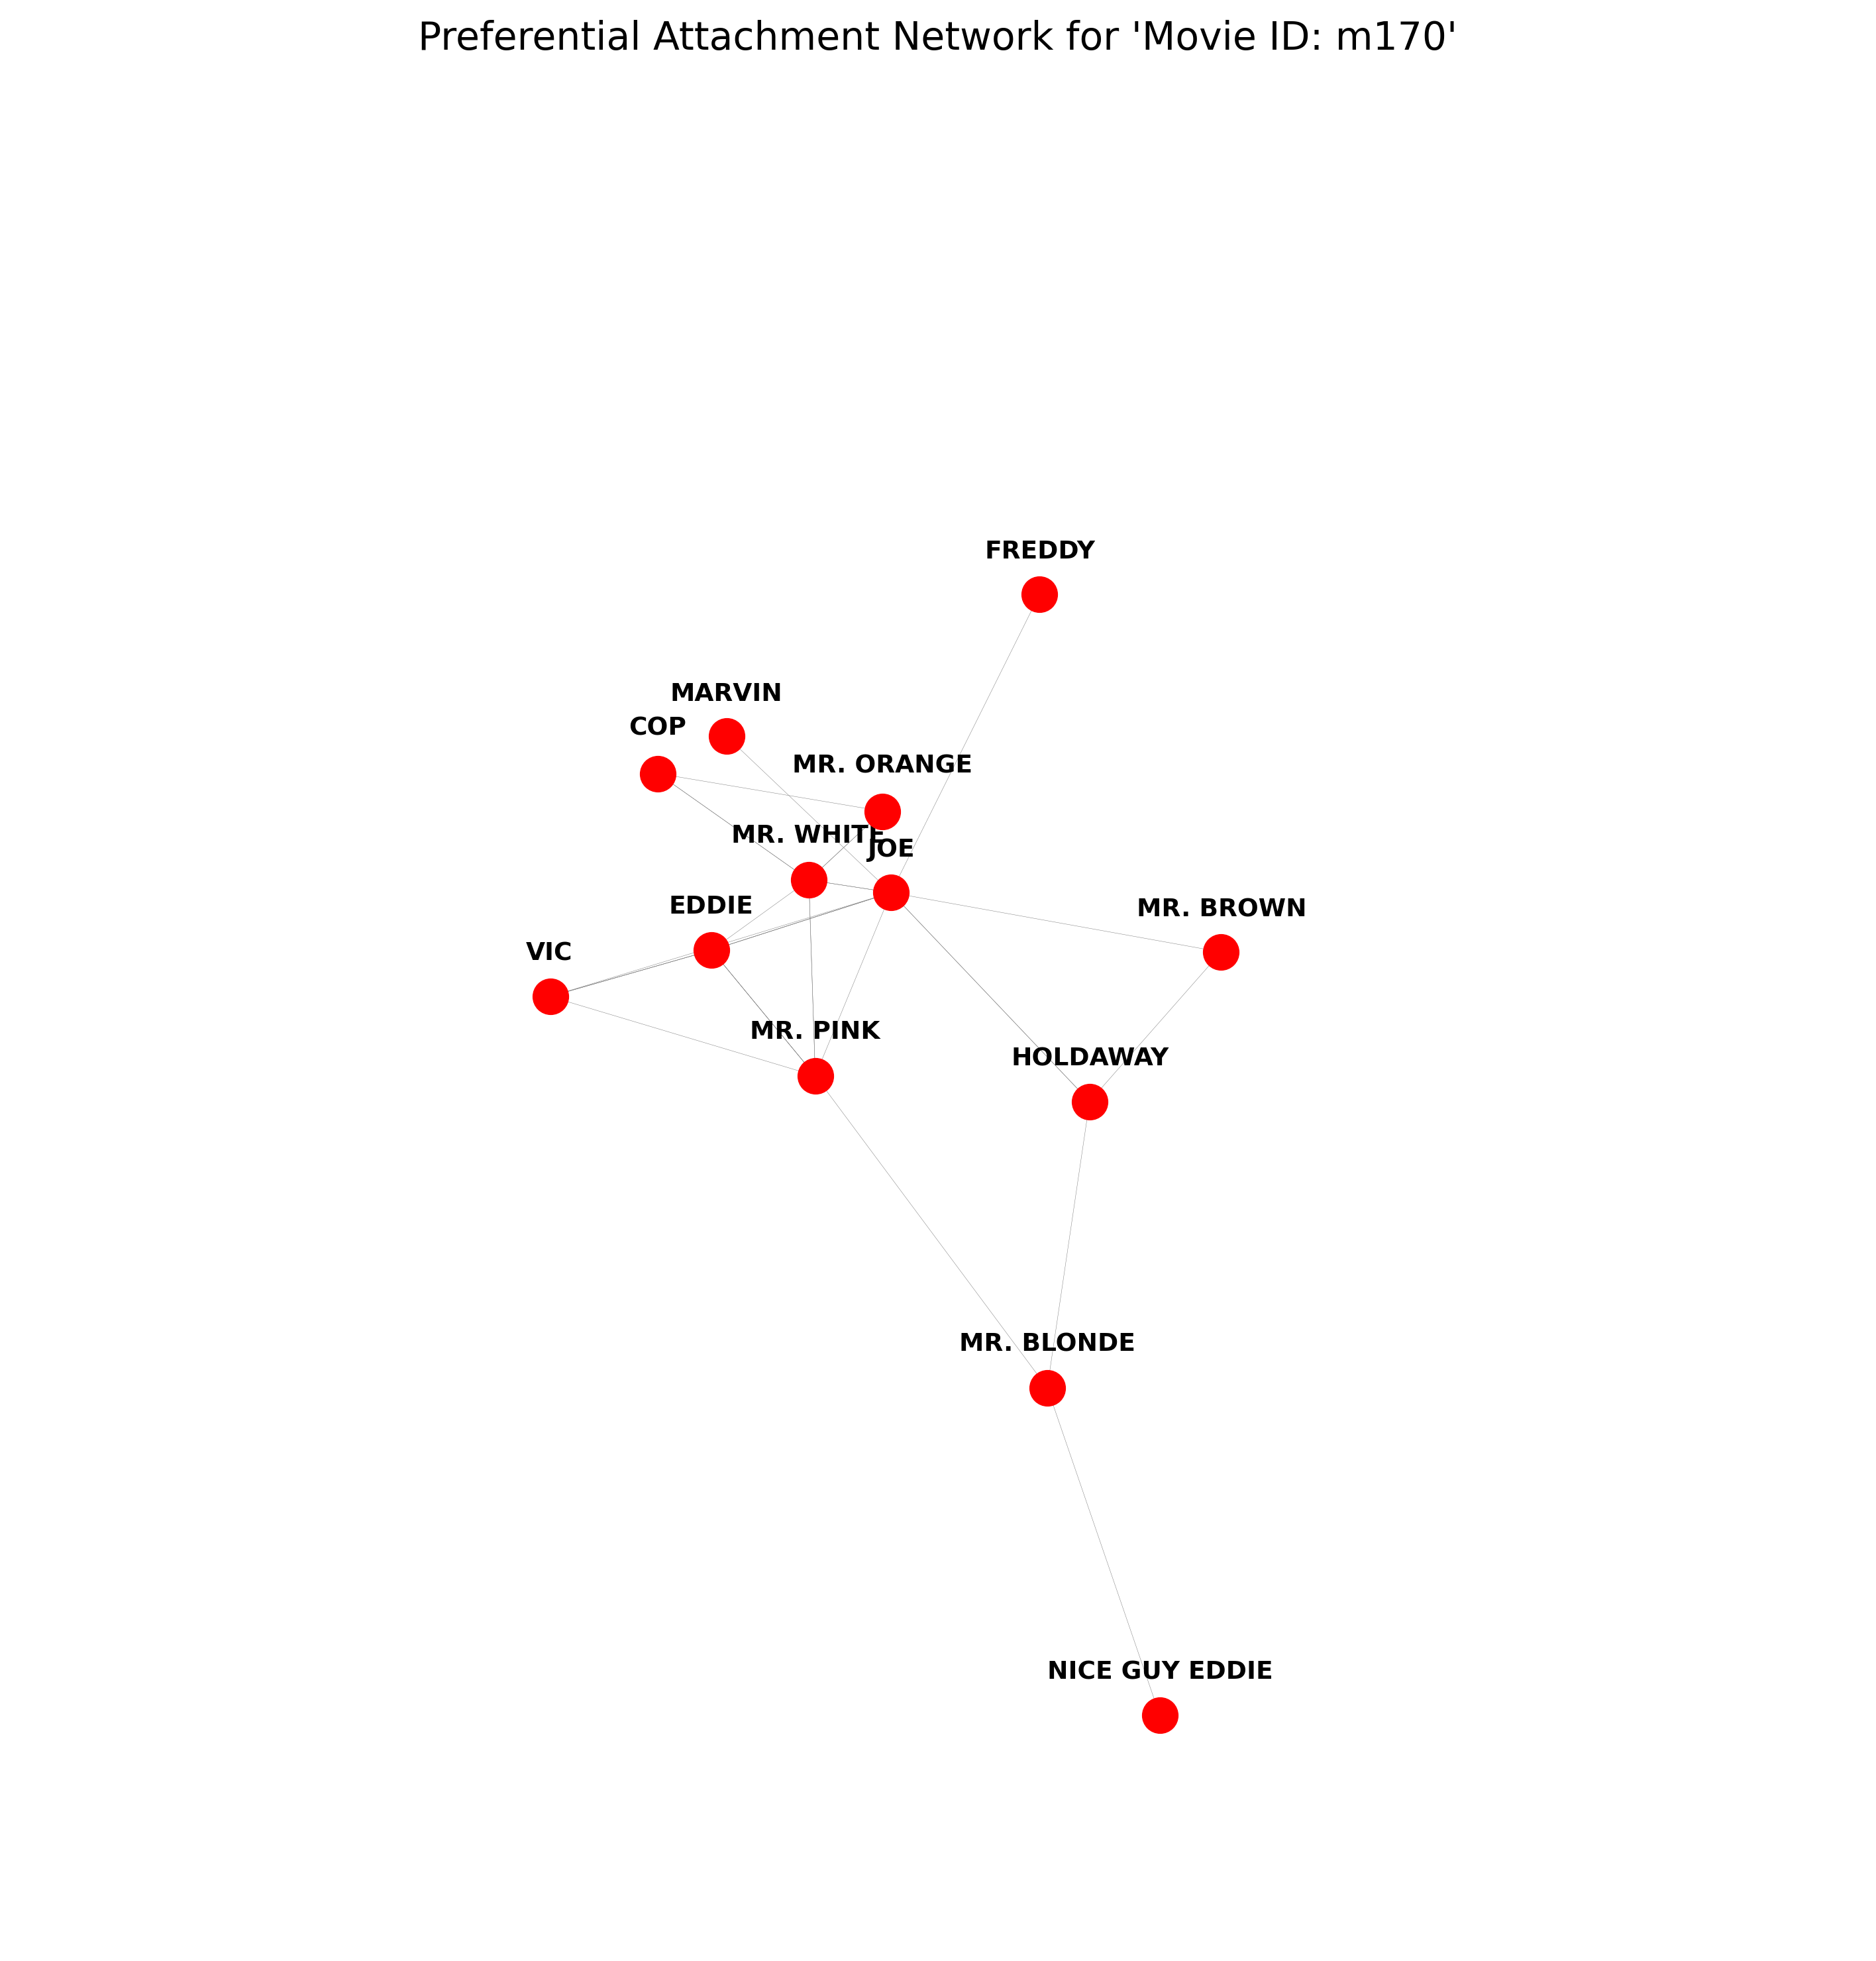 Preferential Attachment Network for 'Movie ID: m170'
FREDDY
MARVIN
COP
MR. ORANGE
MR. WHITE
JOE
EDDIE
MR. BROWN
VIC
MR. PINK
HOLDAWAY
MR. BLONDE
NICE GUY EDDIE